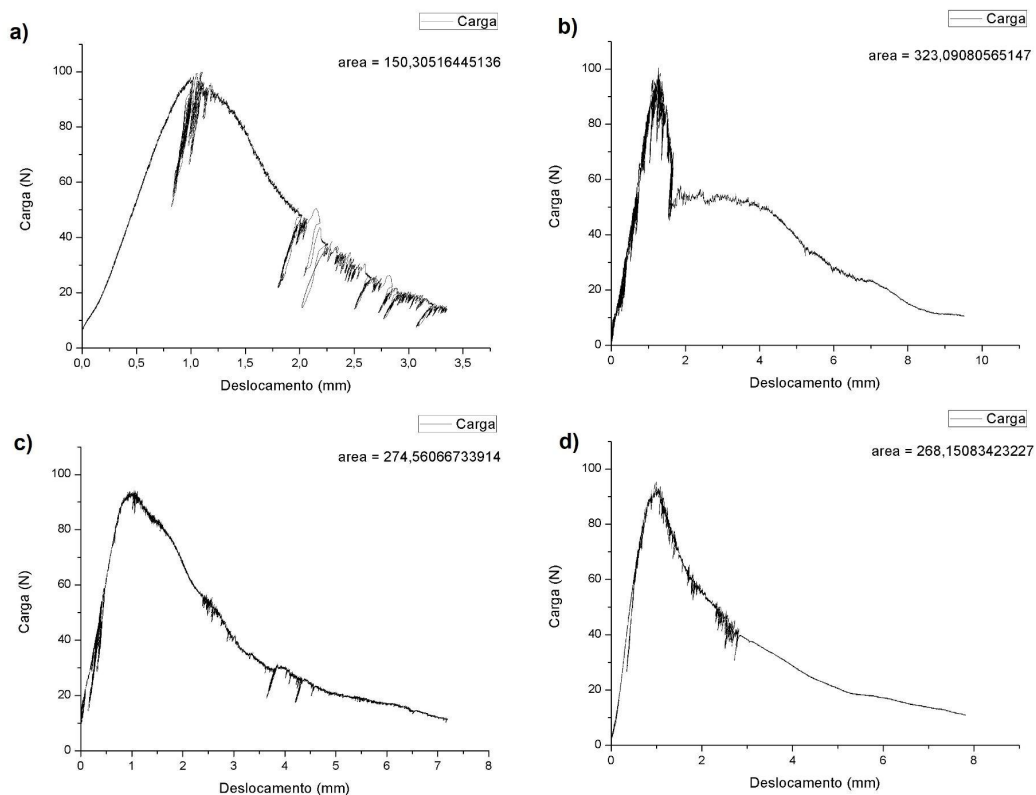 a)
Carga
area = 150,30516445136
100
80
60
40
20
0
Carga (N)
0,0 0,5 1,0 1,5 2,0 2,5 3,0 3,5
Deslocamento (mm)
b)
Carga
area = 323,09080565147
100
80
60
40
20
0
Carga (N)
0 2 4 6 8 10
Deslocamento (mm)
c)
Carga
area = 274,56066733914
100
80
60
40
20
0
Carga (N)
0 1 2 3 4 5 6 7 8
Deslocamento (mm)
d)
Carga
area = 268,15083423227
100
80
60
40
20
0
Carga (N)
0 2 4 6 8
Deslocamento (mm)